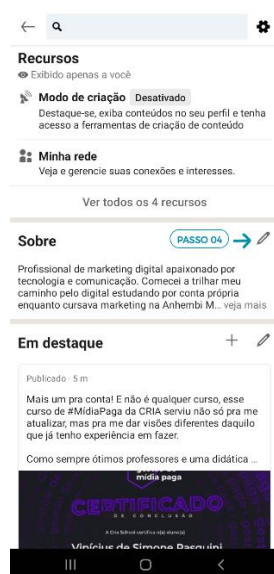 Recursos
Exibido apenas a você
Modo de criação Desativado
Destaque-se, exiba conteúdos no seu perfil e tenha
acesso a ferramentas de criação de conteúdo
Minha rede
Veja e gerencie suas conexões e interesses.
Ver todos os 4 recursos
Sobre
PASSO 04
Profissional de marketing digital apaixonado por
tecnologia e comunicação. Comecei a trilhar meu
caminho pelo digital estudando por conta própria
enquanto cursava marketing na Anhembi M... veja mais
Em destaque
Publicado · 5 m
Mais um pra conta! E não é qualquer curso, esse
curso de #MídiaPaga da CRIA serviu não só pra me
atualizar, mas pra me dar visões diferentes daquilo
que já tenho experiência em fazer.
Como sempre ótimos professores e uma didática ...
mídia paga
CERTIFICADO
DE CONCLUSÃO
A Cria School certifica o(a) aluno(a)
Vinícius de Simone Pasquini